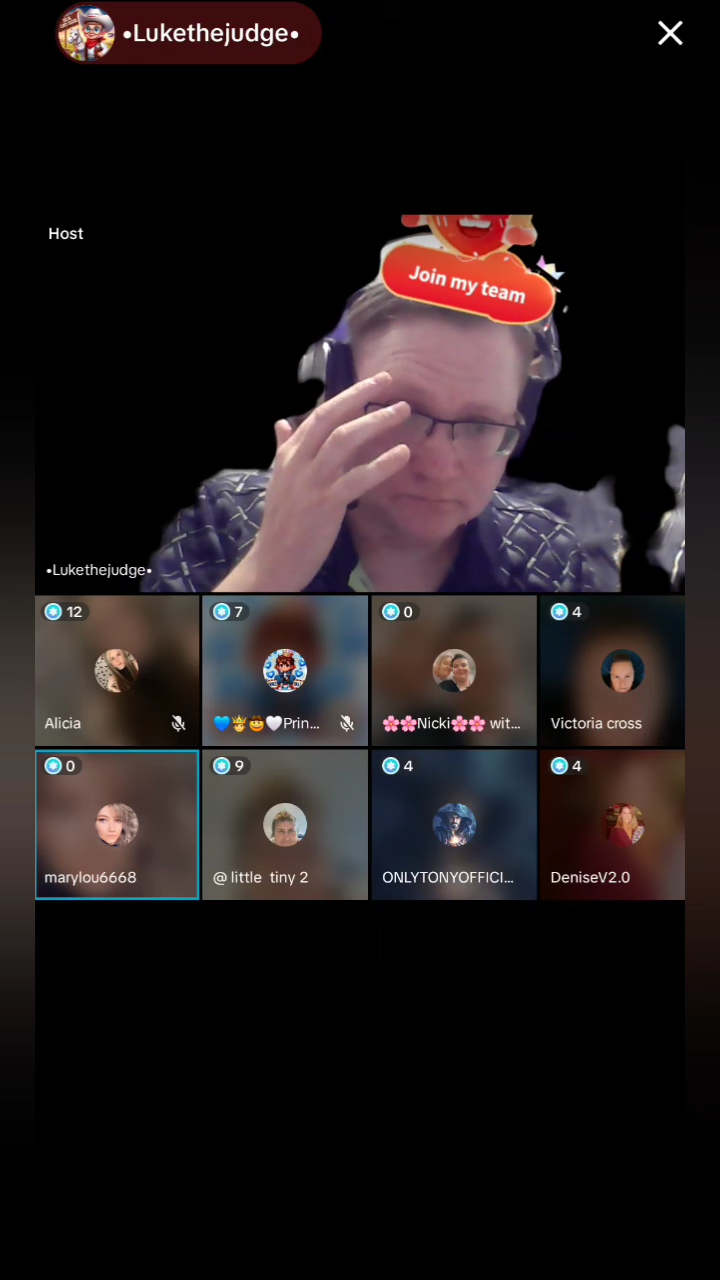 •Lukethejudge•
Host
Join my team
•Lukethejudge•
12
7
0
4
Alicia
💙🤴🤠🤍Prin...
🌸🌸Nicki🌸🌸 wit...
Victoria cross
0
9
4
4
marylou6668
@ little tiny 2
ONLYTONYOFFICI...
DeniseV2.0